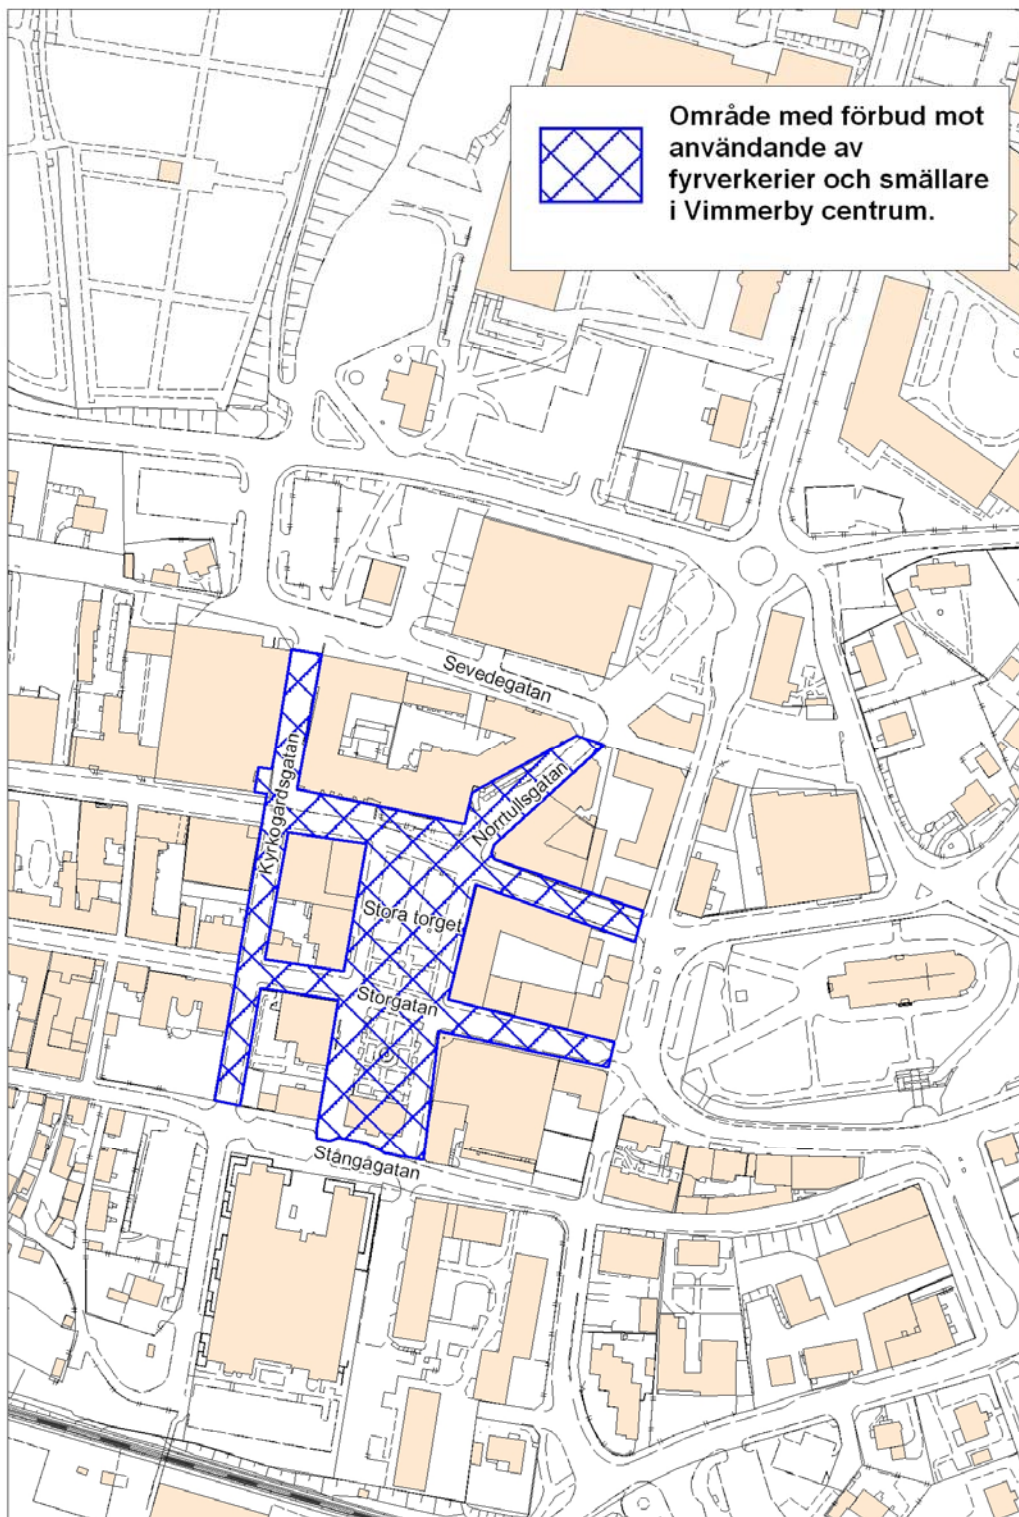 Område med förbud mot
användande av
fyrverkerier och smällare
i Vimmerby centrum.
Sevedegatan
Kyrkogårdsgatan
Norrtullsgatan
Stora torget
Storgatan
Stångågatan